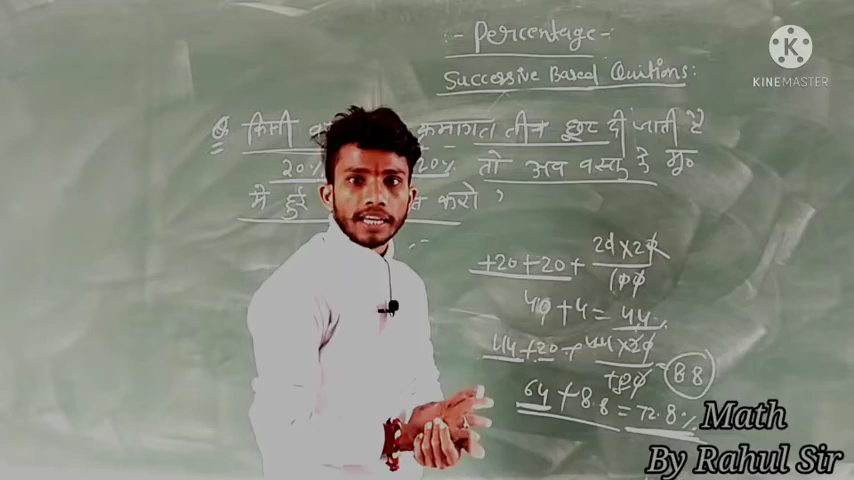 :- Percentage:-
Successive Based Quitions:
Q किसी क्रमागत तीन छूट दी जाती है
20% 20% तो अब वस्तु के मू०
मे हुई करो ,
+20+20+ 20×20/100
40+4= 44%
44+20+ 44×20/100 = 8.8
64+8.8=72.8%
K
KINEMASTER
Math
By Rahul Sir